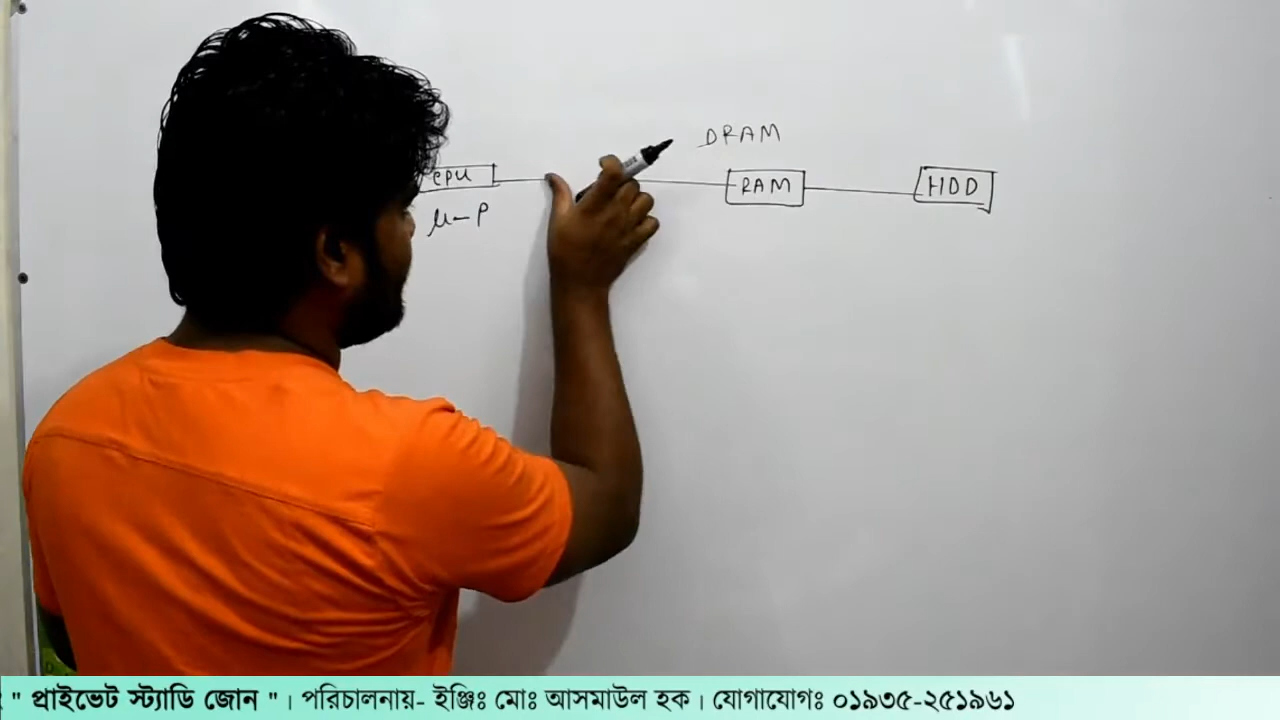 DRAM
CPU RAM HDD
μ-P
" প্রাইভেট স্ট্যাডি জোন " । পরিচালনায়- ইঞ্জিঃ মোঃ আসমাউল হক । যোগাযোগঃ ০১৯৩৫-২৫১৯৬১